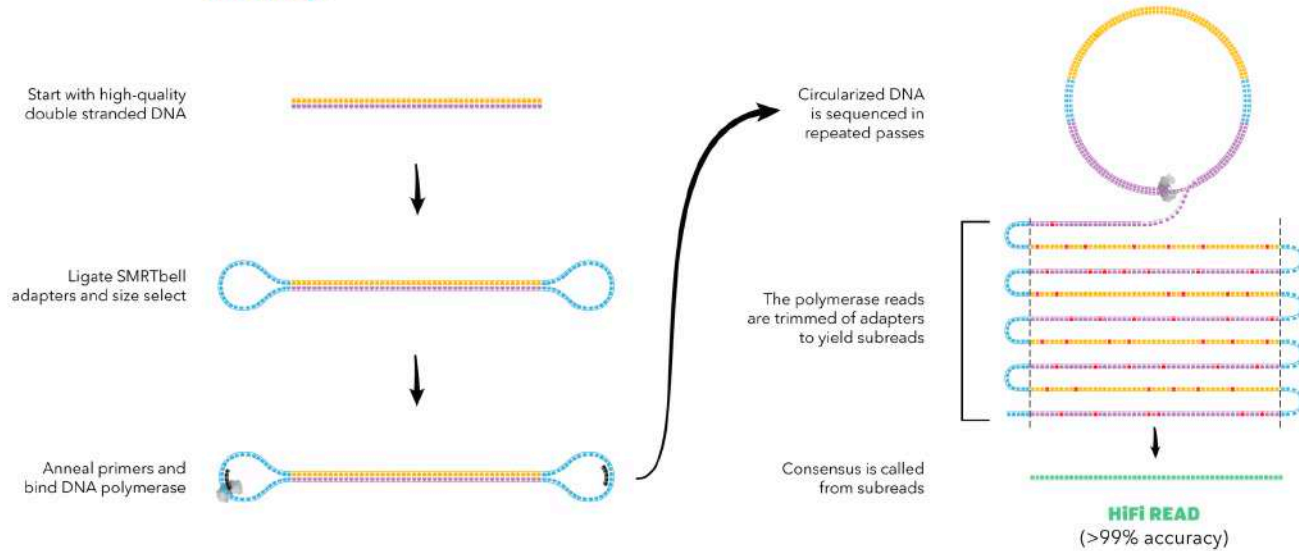 Start with high-quality
double stranded DNA
Ligate SMRTbell
adapters and size select
Anneal primers and
bind DNA polymerase
Circularized DNA
is sequenced in
repeated passes
The polymerase reads
are trimmed of adapters
to yield subreads
Consensus is called
from subreads
HiFi READ
(>99% accuracy)